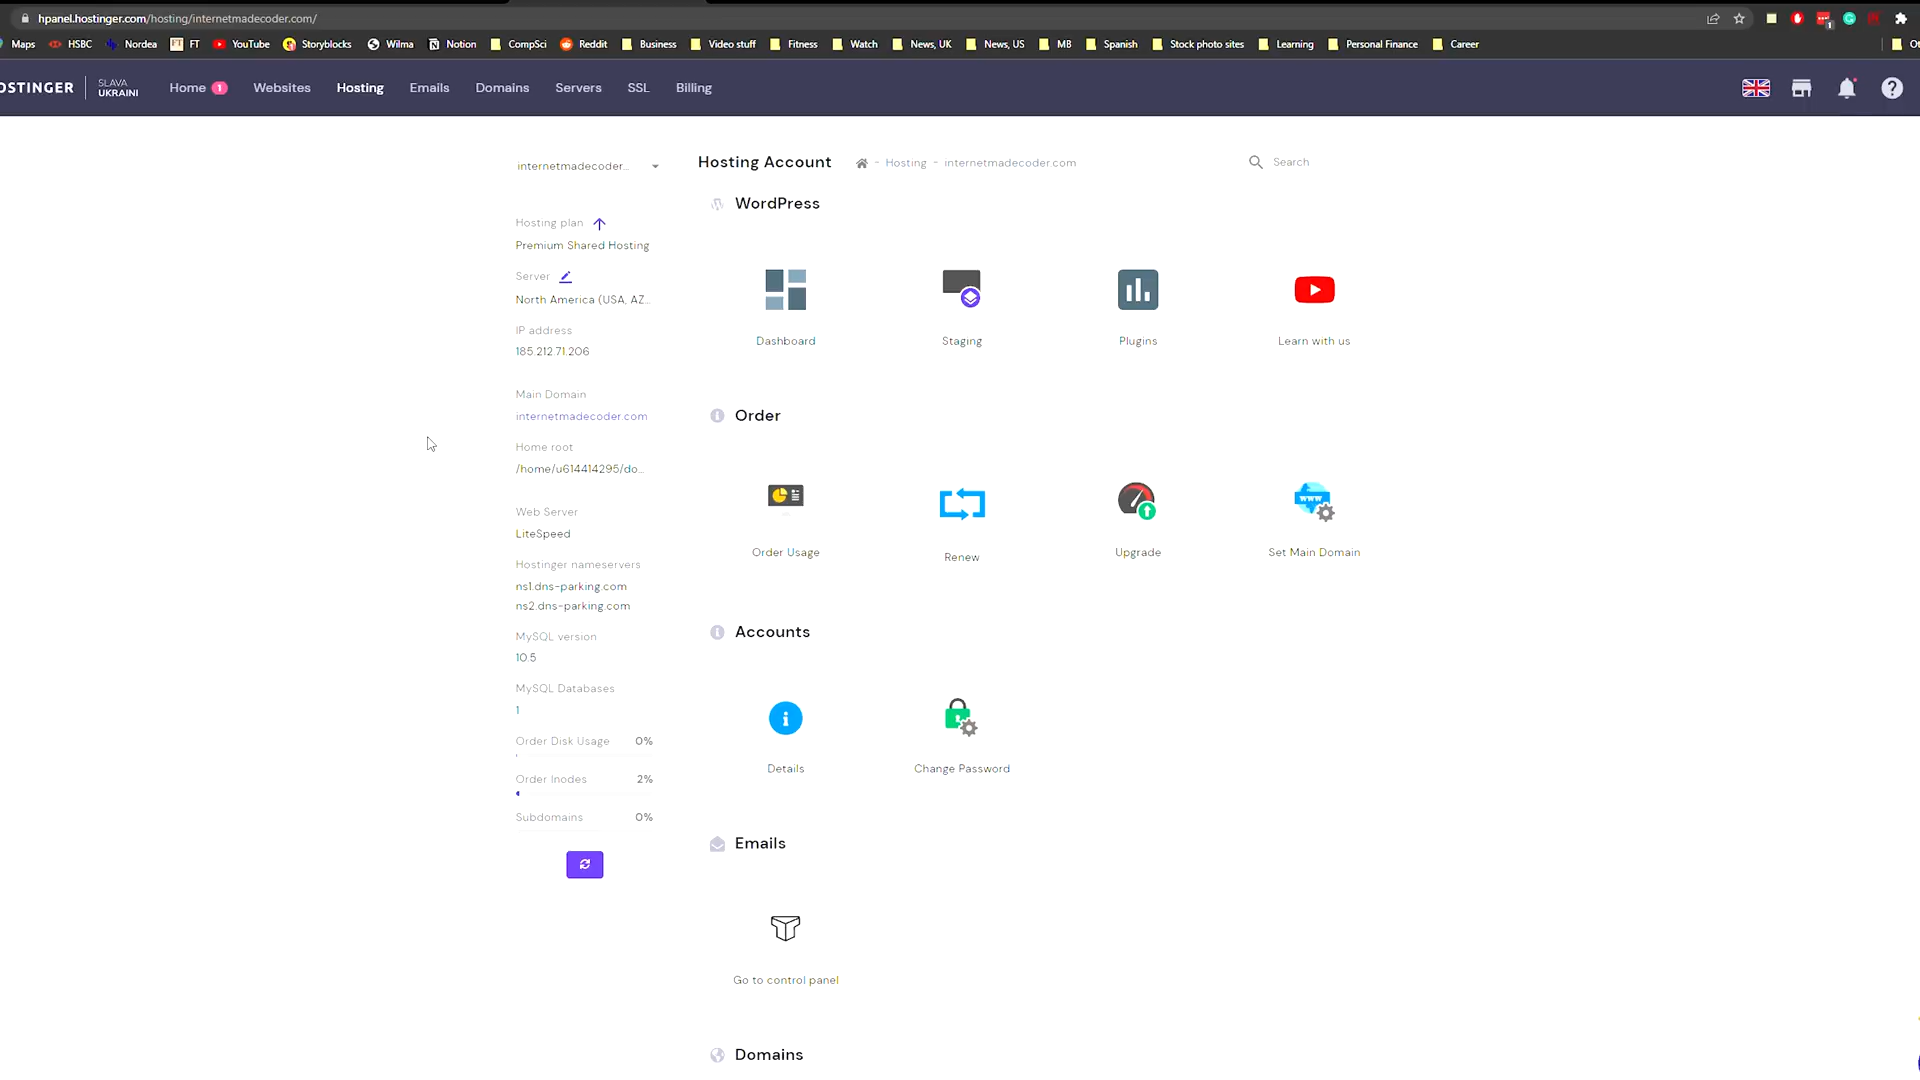 hpanel.hostinger.com/hosting/internetmadecoder.com/
Maps HSBC Nordea FT FT YouTube Storyblocks Wilma Notion CompSci Reddit Business Video stuff Fitness Watch News, UK News, US MB Spanish Stock photo sites Learning Personal Finance Career
OSTINGER SLAVA UKRAINI Home 1 Websites Hosting Emails Domains Servers SSL Billing
internetmadecoder...
Hosting Account - Hosting - internetmadecoder.com
Search
Hosting plan
Premium Shared Hosting
Server
North America (USA, AZ...
IP address
185.212.71.206
Main Domain
internetmadecoder.com
Home root
/home/u614414295/do...
Web Server
LiteSpeed
Hostinger nameservers
ns1.dns-parking.com
ns2.dns-parking.com
MySQL version
10.5
MySQL Databases
1
Order Disk Usage 0%
Order Inodes 2%
Subdomains 0%
WordPress
Dashboard Staging Plugins Learn with us
Order
www
Order Usage Renew Upgrade Set Main Domain
Accounts
Details Change Password
Emails
Go to control panel
Domains